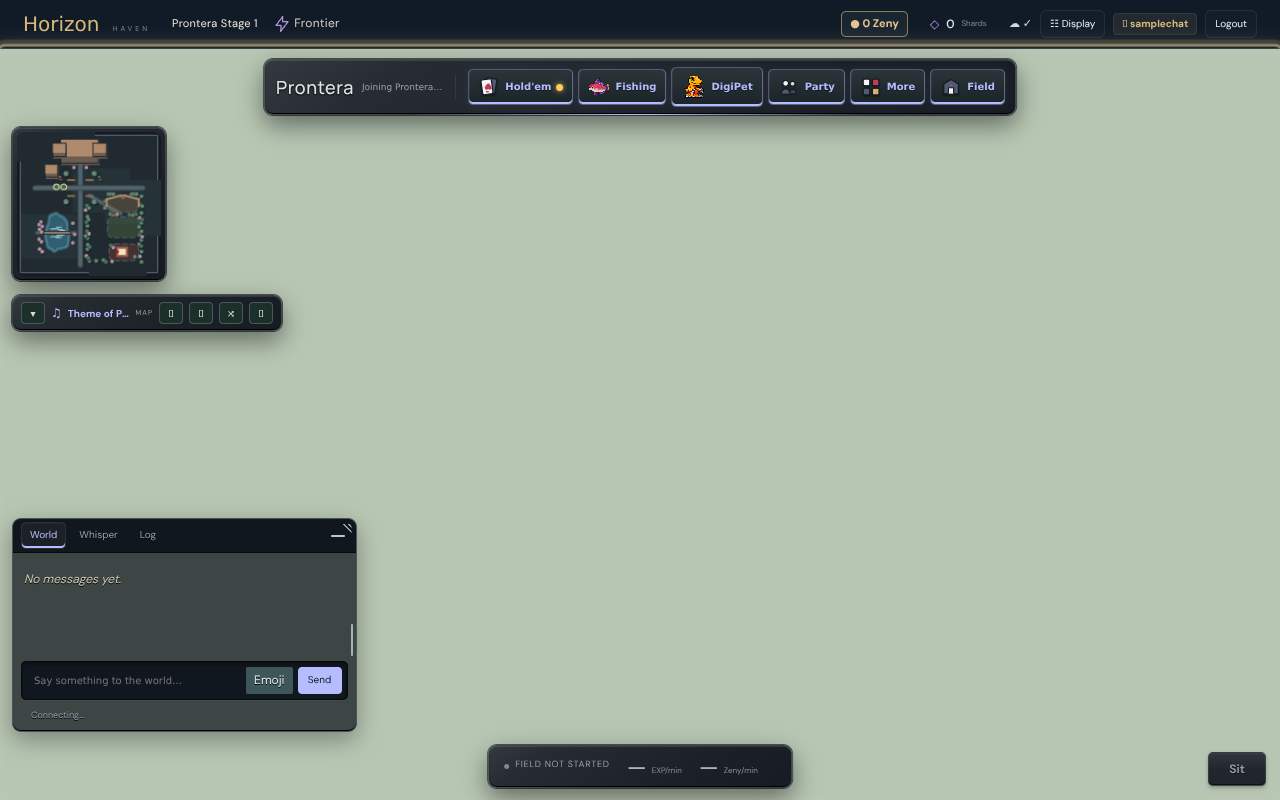 Horizon HAVEN Prontera Stage 1 Frontier 0 Zeny 0 Shards Display samplechat Logout
Prontera Joining Prontera... Hold'em Fishing DigiPet Party More Field
Theme of P... MAP
World Whisper Log
No messages yet.
Say something to the world... Emoji Send
Connecting...
FIELD NOT STARTED — EXP/min — Zeny/min
Sit